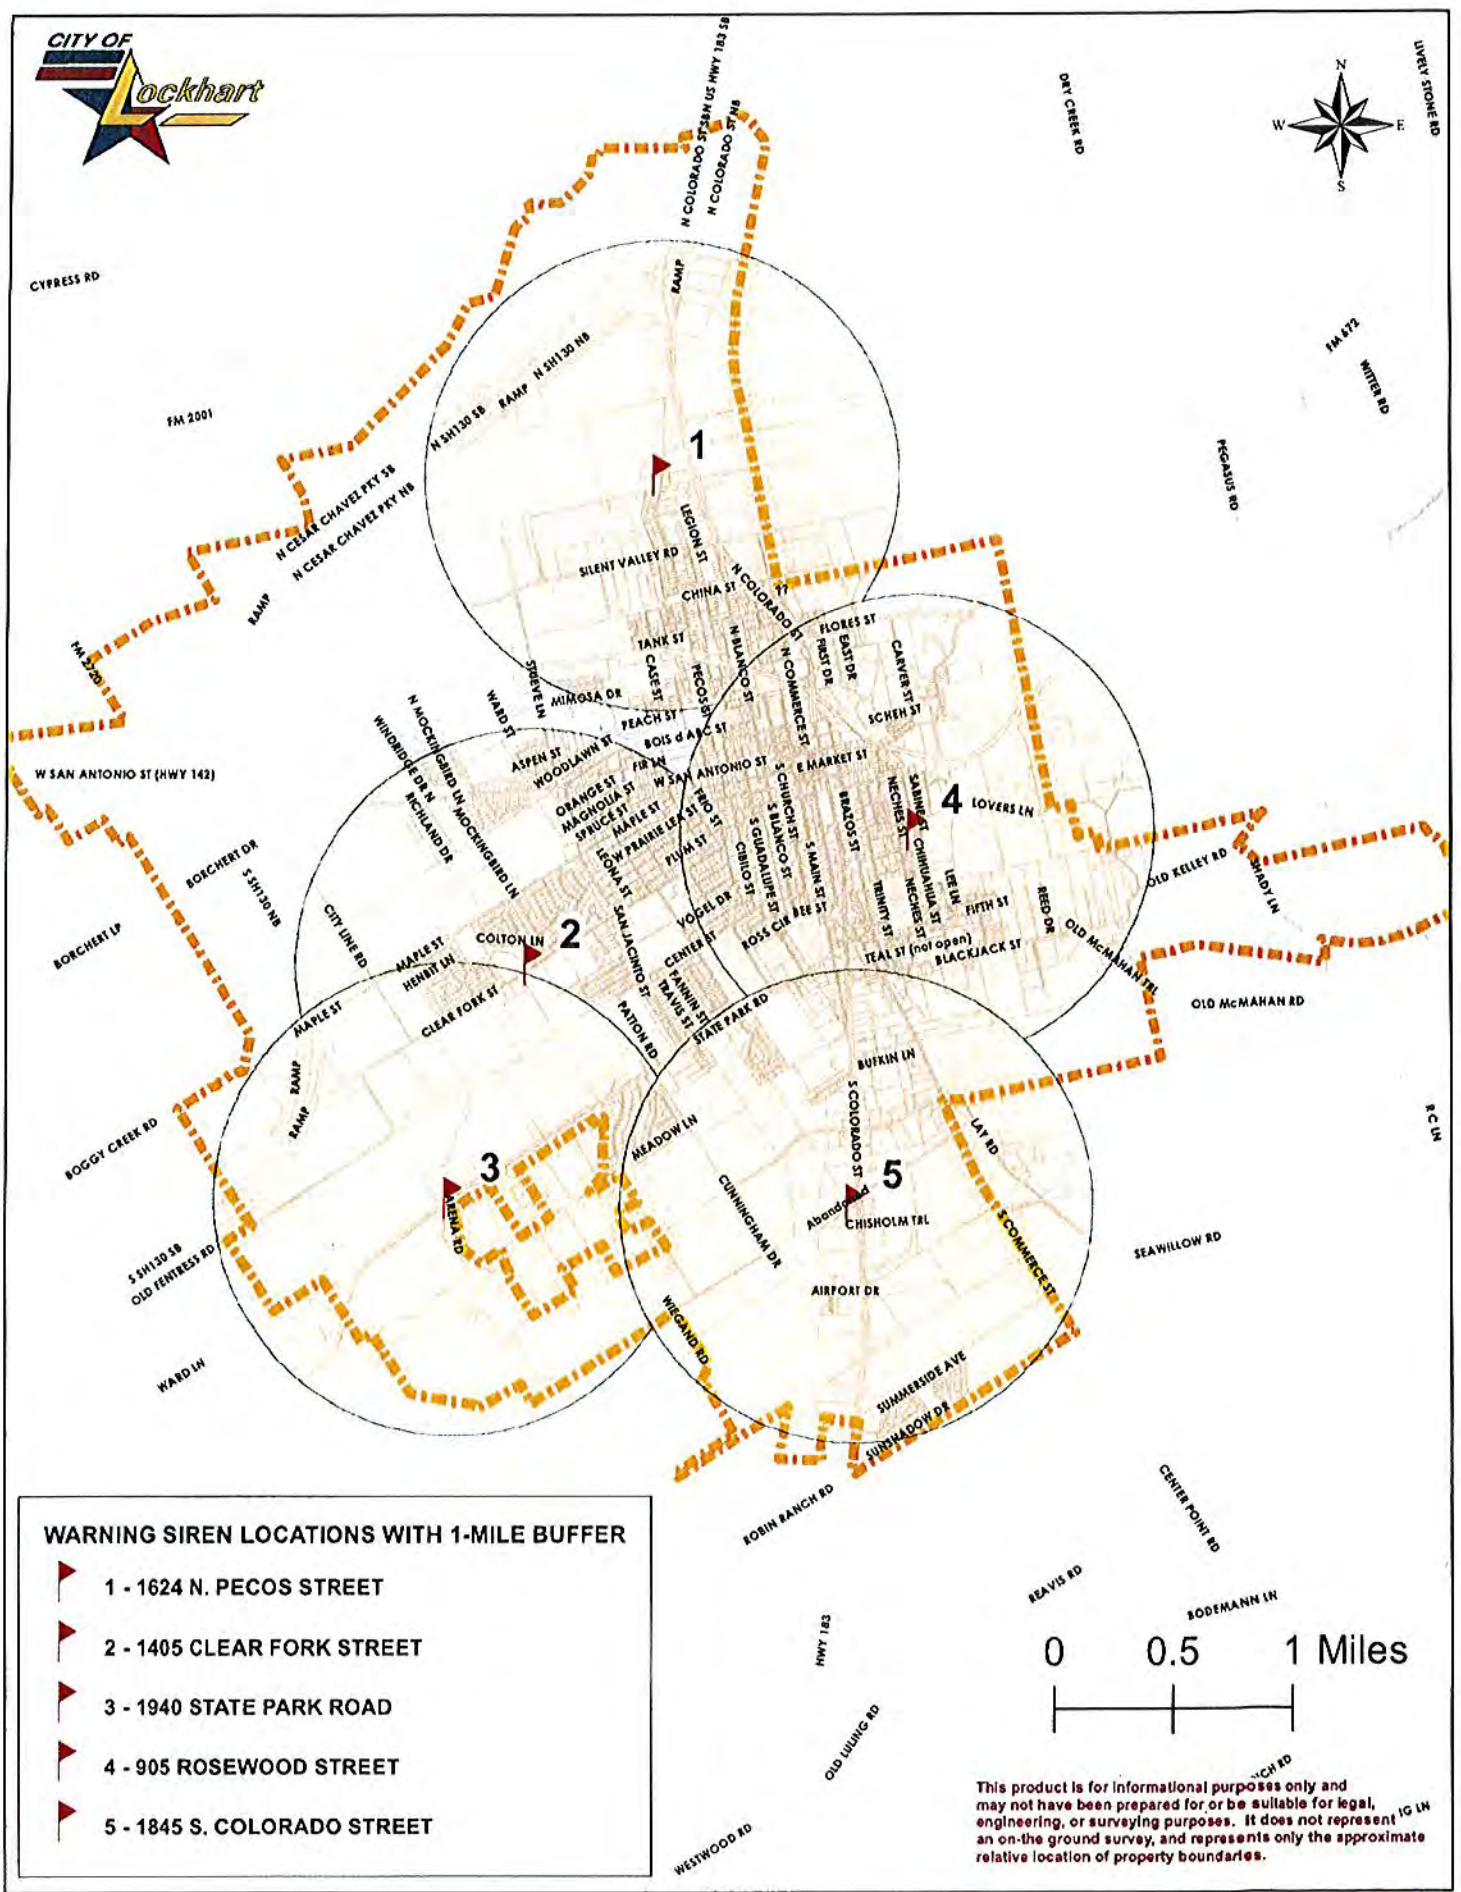 CITY OF
Lockhart
N
W E
S
N US HWY 183 SB
N COLORADO ST SB
N COLORADO ST NB
DRY CREEK RD
LIVELY STONE RD
CYPRESS RD
RAMP
FM 672
WITTER RD
N SH130 NB
RAMP
N SH130 SB
FM 2001
1
PEGASUS RD
N CESAR CHAVEZ PKY SB
N CESAR CHAVEZ PKY NB
RAMP
LEGION ST
SILENT VALLEY RD
N COLORADO ST
CHINA ST
??
FLORES ST
TANK ST
N BLANCO ST
N COMMERCE ST
FIRST DR
EAST DR
CARVER ST
FM 2720
CASE ST
PECOS ST
STUEVE LN
MIMOSA DR
SCHEH ST
PEACH ST
WARD ST
N MOCKINGBIRD LN
WINDRIDGE DR N
BOIS d ARC ST
ASPEN ST
WOODLAWN ST
FIR LN
W SAN ANTONIO ST
E MARKET ST
W SAN ANTONIO ST (HWY 142)
ORANGE ST
MAGNOLIA ST
SPRUCE ST
MAPLE ST
W PRAIRIE LEA ST
FRIO ST
S CHURCH ST
S BLANCO ST
S GUADALUPE ST
CIBILO ST
S MAIN ST
BRAZOS ST
NECHES ST
SABINE ST
4
LOVERS LN
RICHLAND DR
MOCKINGBIRD LN
PLUM ST
LEONA ST
BORCHERT DR
S SH130 NB
OLD KELLEY RD
SHADY LN
CHIHUAHUA ST
NECHES ST
LEE LN
TRINITY ST
FIFTH ST
REED DR
VOGEL DR
BEE ST
ROSS CIR
CITY LINE RD
SAN JACINTO ST
BORCHERT LP
COLTON LN
2
MAPLE ST
HENBIT LN
CENTER ST
TEAL ST (not open)
BLACKJACK ST
OLD McMAHAN TRL
FANNIN ST
TRAVIS ST
CLEAR FORK ST
STATE PARK RD
OLD McMAHAN RD
MAPLE ST
PATTON RD
RAMP
RAMP
BUFKIN LN
S COLORADO ST
LAY RD
R C LN
BOGGY CREEK RD
MEADOW LN
3
5
ARENA RD
CUNNINGHAM DR
Abandoned
CHISHOLM TRL
S COMMERCE ST
SEAWILLOW RD
S SH130 SB
OLD FENTRESS RD
AIRPORT DR
WIEGAND RD
WARD LN
SUMMERSIDE AVE
SUNSHADOW DR
ROBIN RANCH RD
CENTER POINT RD
REAVIS RD
BODEMANN LN
HWY 183
OLD LULING RD
WESTWOOD RD
WARNING SIREN LOCATIONS WITH 1-MILE BUFFER
1 - 1624 N. PECOS STREET
2 - 1405 CLEAR FORK STREET
3 - 1940 STATE PARK ROAD
4 - 905 ROSEWOOD STREET
5 - 1845 S. COLORADO STREET
0 0.5 1 Miles
CH RD
IG LN
This product is for informational purposes only and
may not have been prepared for or be suitable for legal,
engineering, or surveying purposes. It does not represent
an on-the ground survey, and represents only the approximate
relative location of property boundaries.